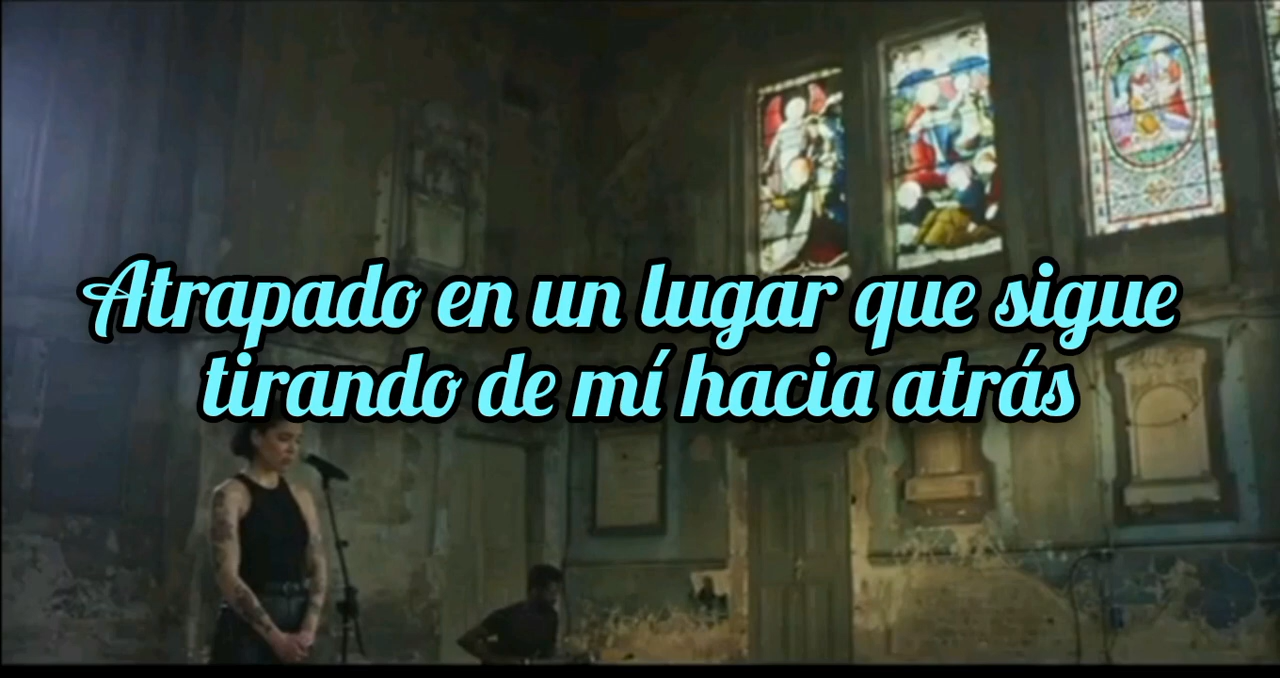 Atrapado en un lugar que sigue
tirando de mí hacia atrás